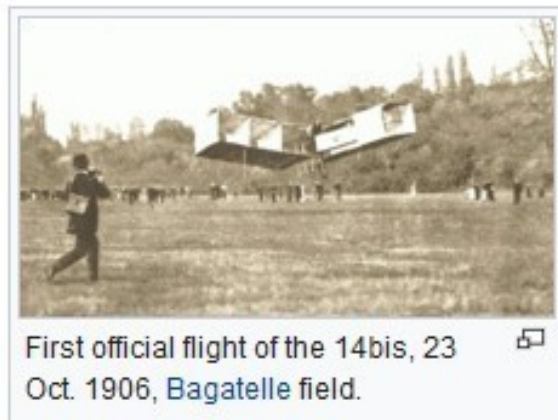 First official flight of the 14bis, 23
Oct. 1906, Bagatelle field.